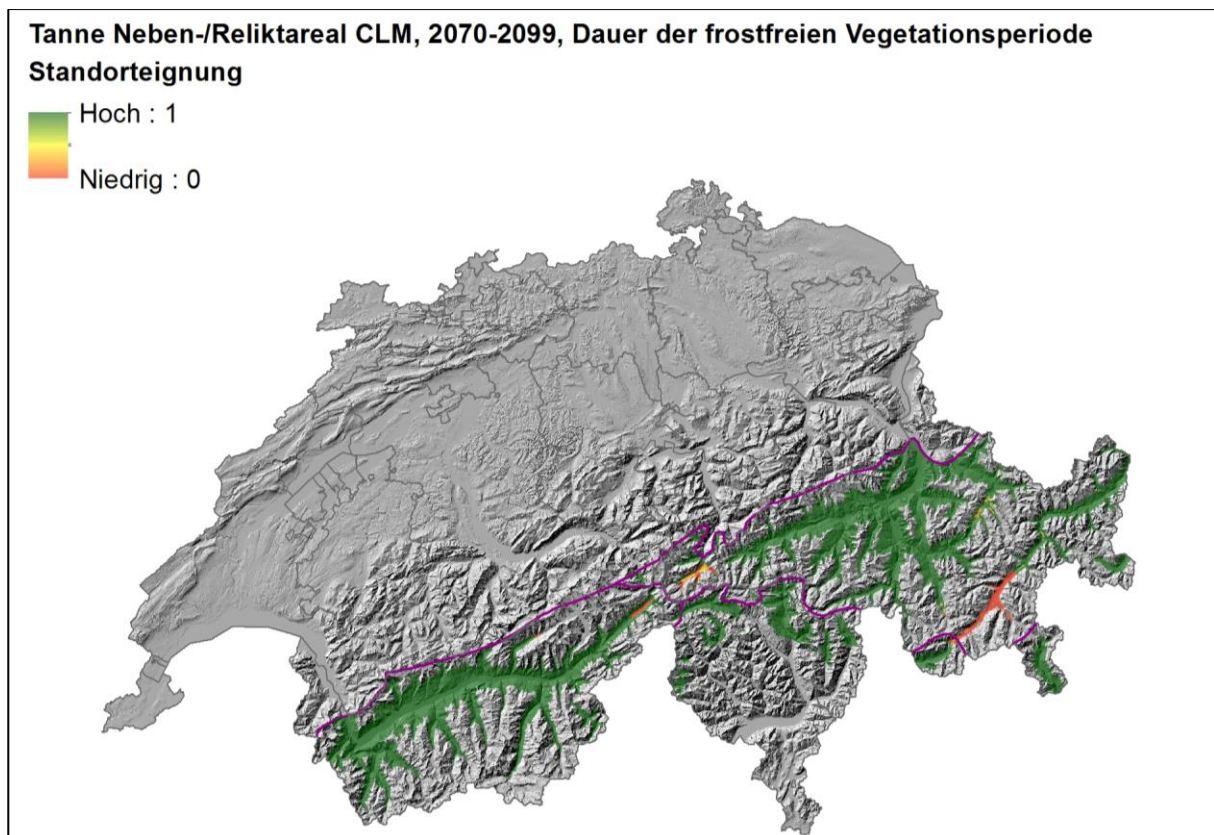 Tanne Neben-/Reliktareal CLM, 2070-2099, Dauer der frostfreien Vegetationsperiode
Standorteignung
Hoch : 1
Niedrig : 0